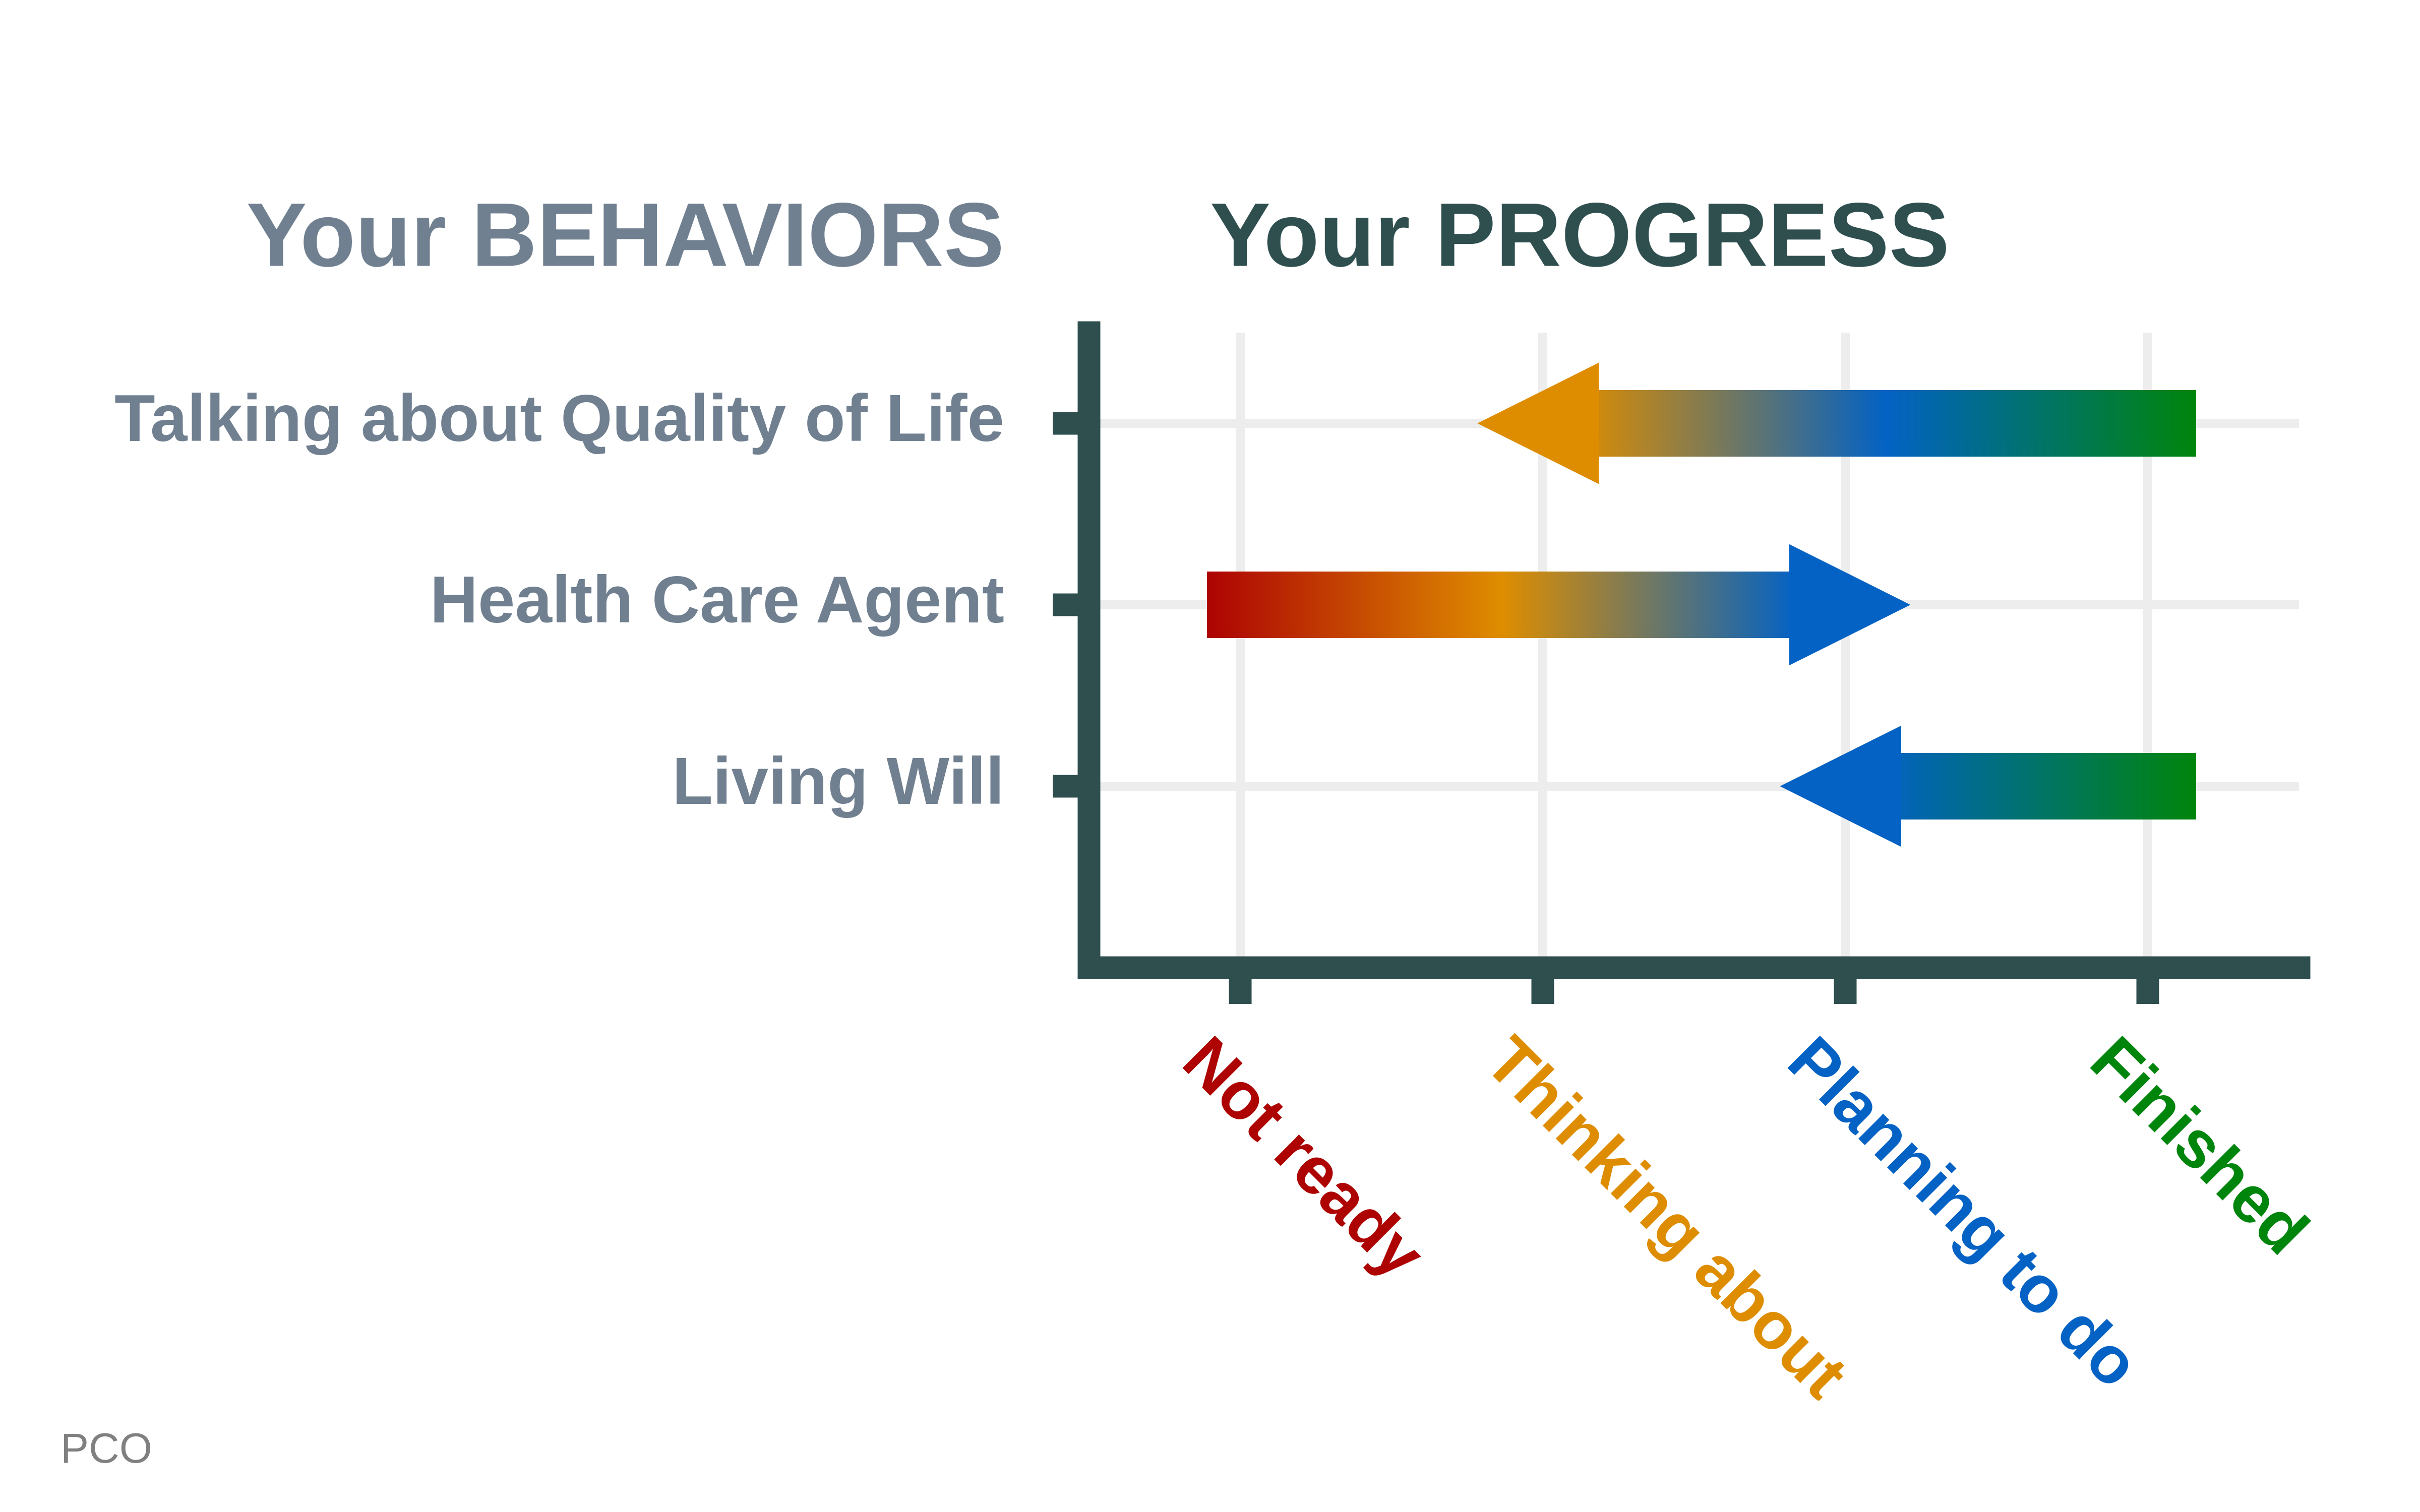 Your BEHAVIORS
Your PROGRESS
Talking about Quality of Life
Health Care Agent
Living Will
Not ready
Thinking about
Planning to do
Finished
PCO